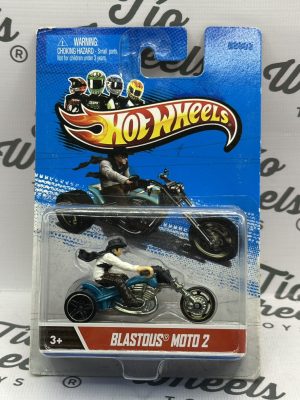 WARNING:
CHOKING HAZARD - Small parts
Not for children under 3 years.
HOT WHEELS
3+
BLASTOUS® MOTO 2
Tio
Wheels
TOYS